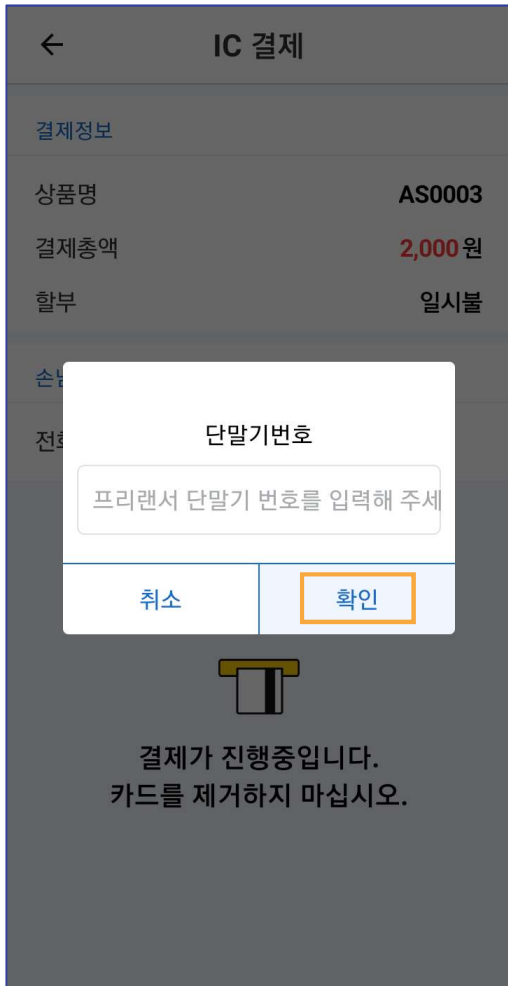 IC 결제
결제정보
상품명 AS0003
결제총액 2,000 원
할부 일시불
손
전
단말기번호
프리랜서 단말기 번호를 입력해 주세
취소 확인
결제가 진행중입니다.
카드를 제거하지 마십시오.